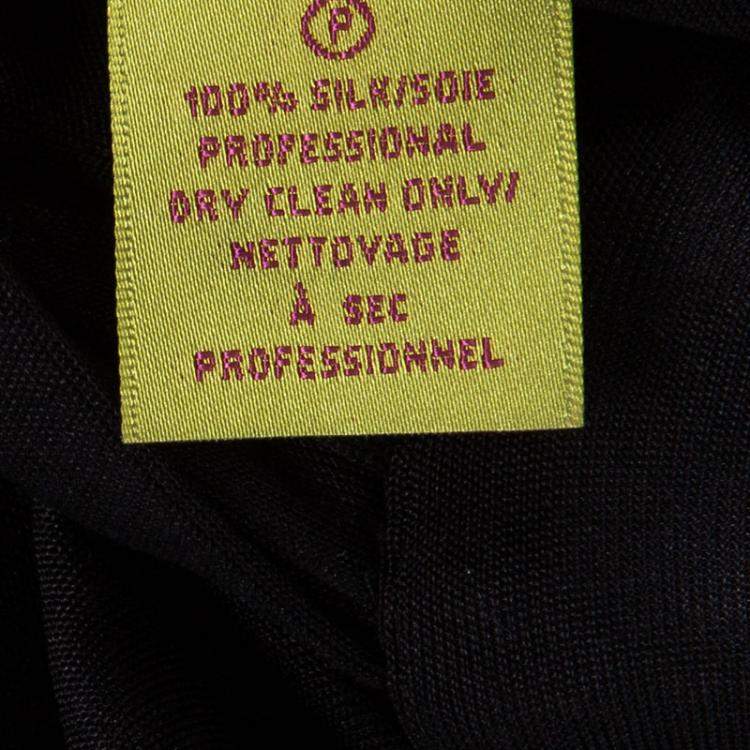 P
100% SILK/SOIE
PROFESSIONAL
DRY CLEAN ONLY/
NETTOYAGE
À SEC
PROFESSIONNEL